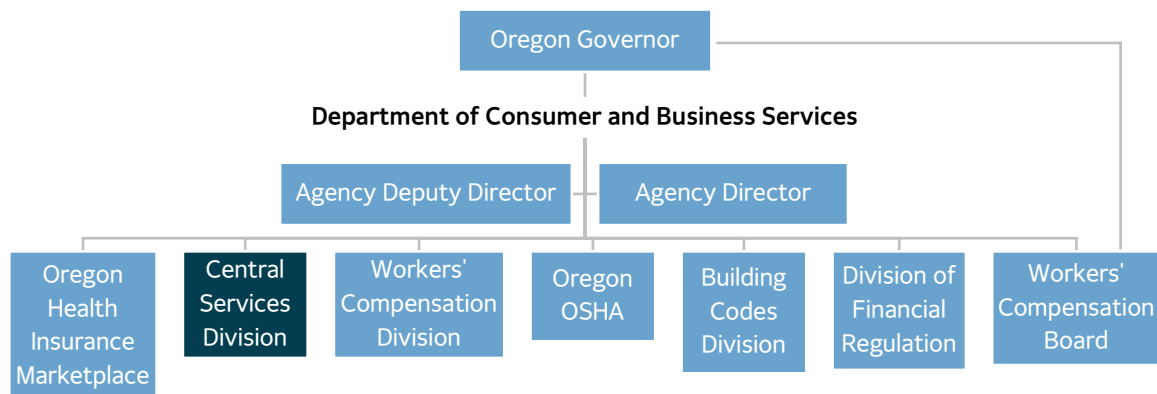 Oregon Governor
Department of Consumer and Business Services
Agency Deputy Director
Agency Director
Oregon
Health
Insurance
Marketplace
Central
Services
Division
Workers'
Compensation
Division
Oregon
OSHA
Building
Codes
Division
Division of
Financial
Regulation
Workers'
Compensation
Board